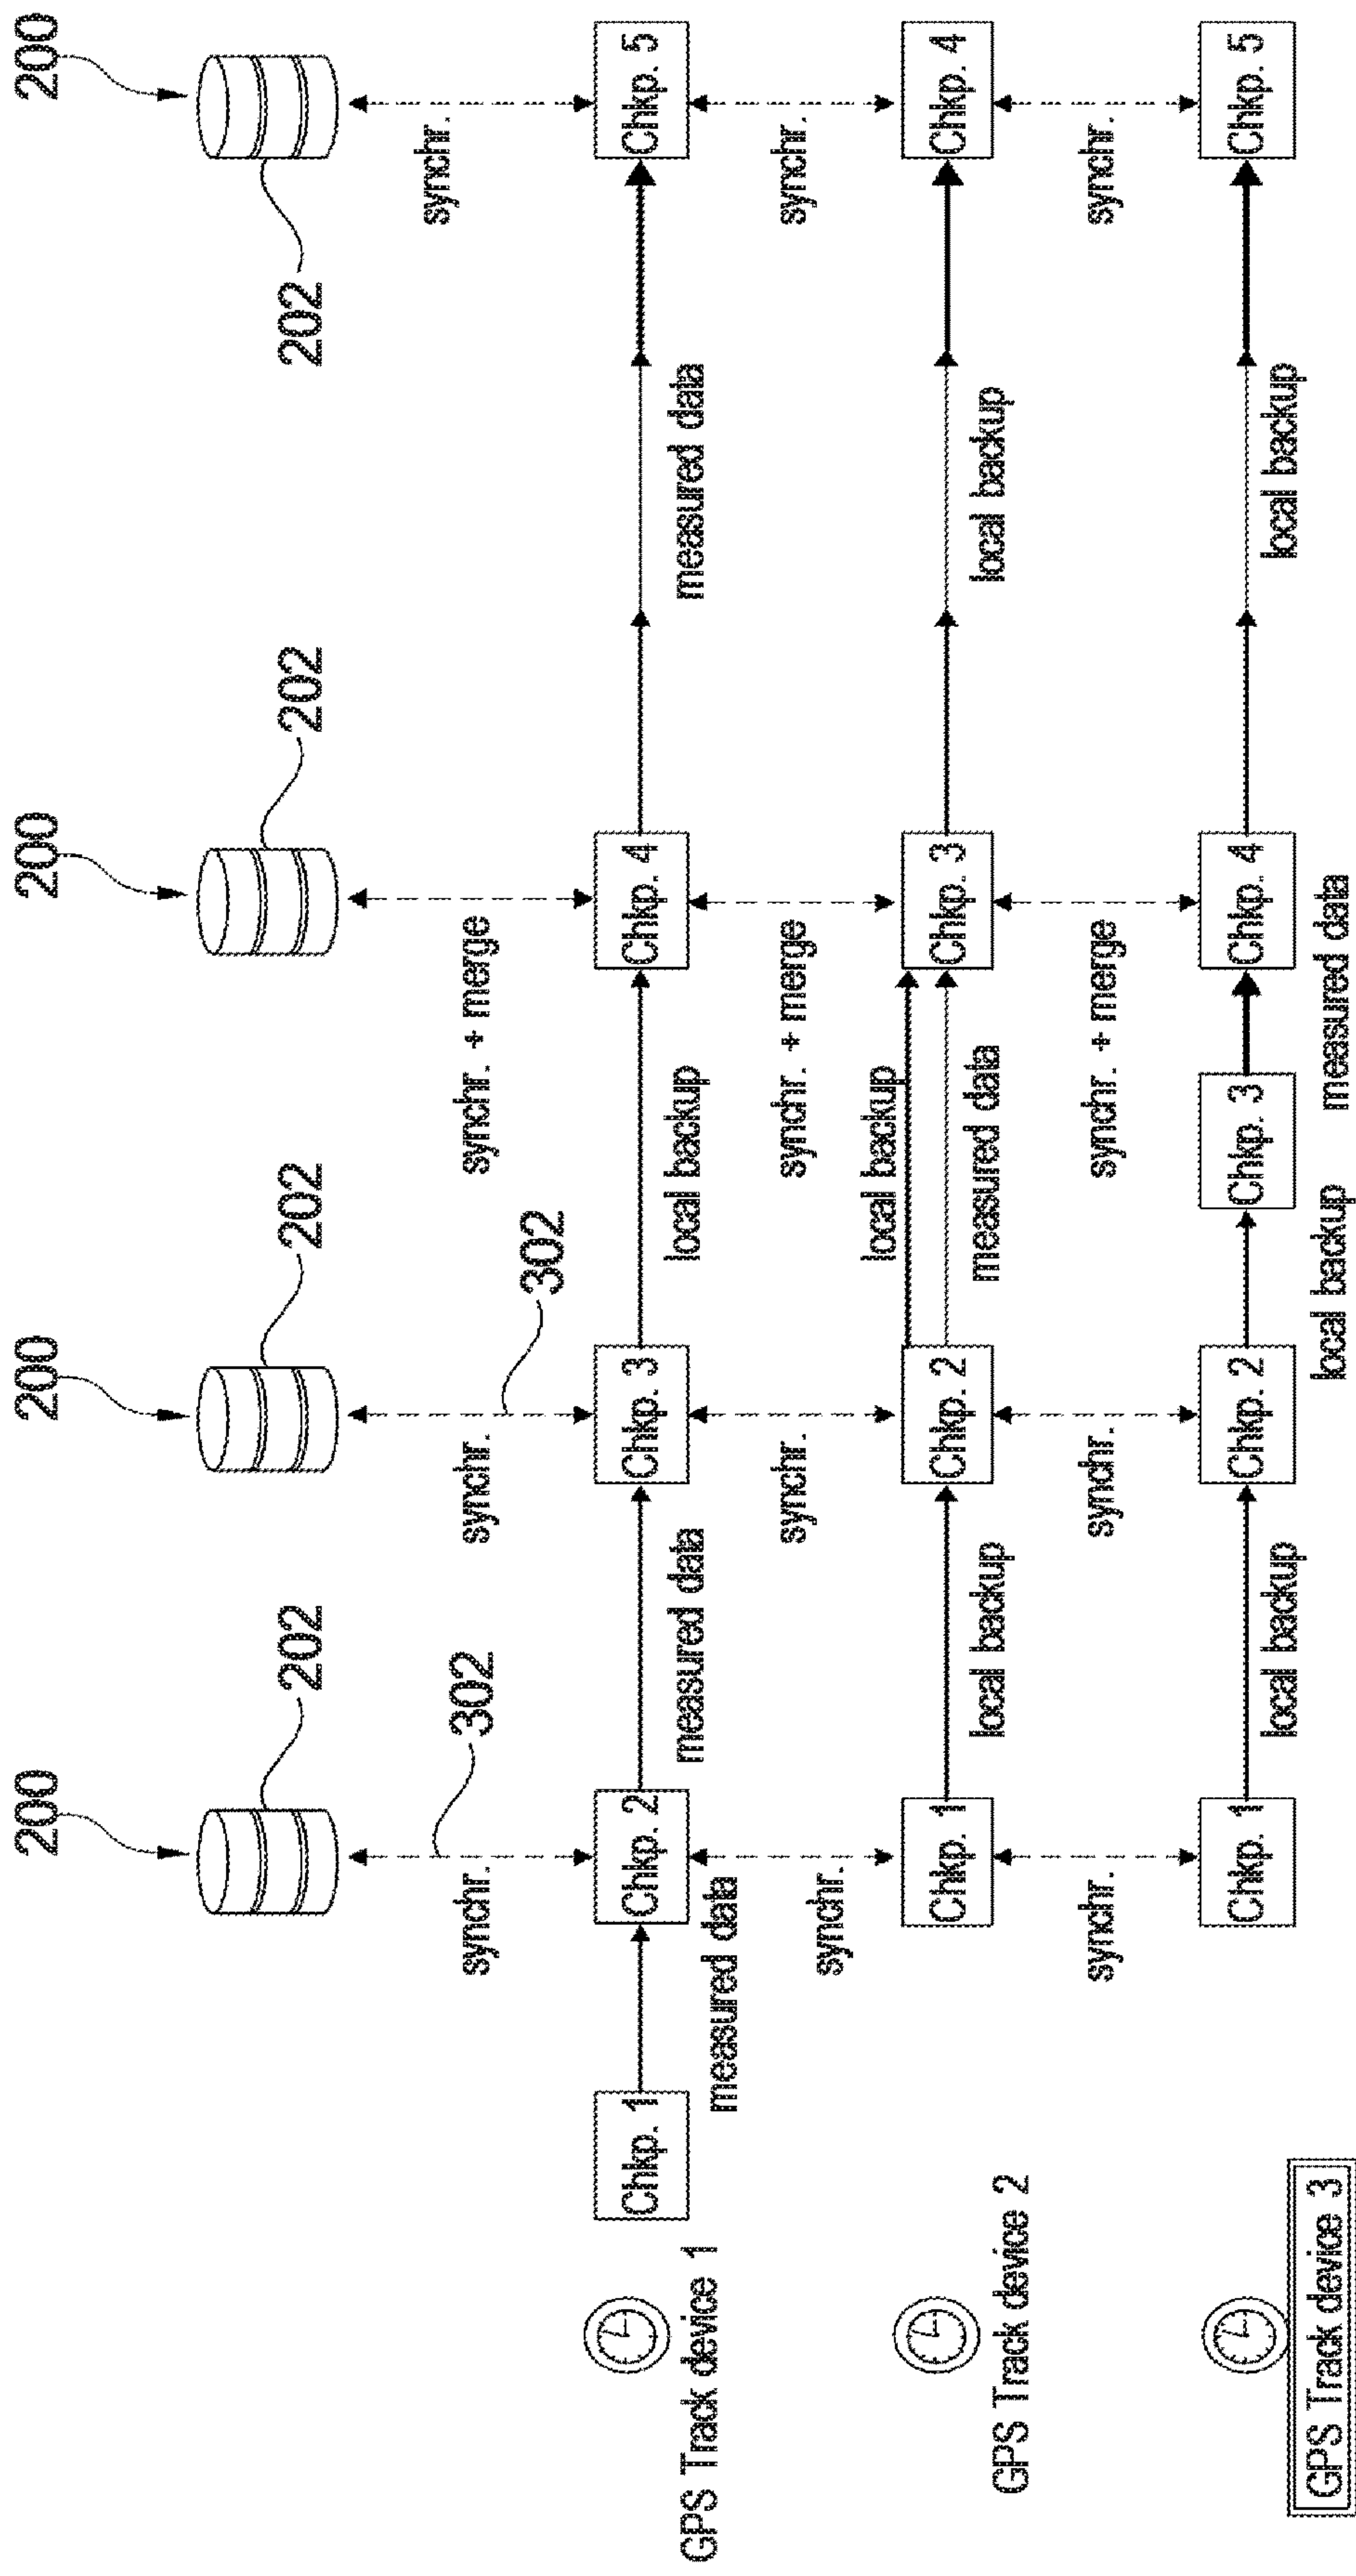 200
200
200
200
202
202
202
202
synchr.
302
synchr.
302
synchr. + merge
synchr.
Chkp. 1
Chkp. 2
Chkp. 3
Chkp. 4
Chkp. 5
GPS Track device 1
measured data
measured data
local backup
measured data
synchr.
synchr.
synchr. + merge
synchr.
local backup
Chkp. 1
Chkp. 2
Chkp. 3
Chkp. 4
GPS Track device 2
local backup
measured data
local backup
synchr.
synchr.
synchr. + merge
synchr.
Chkp. 1
Chkp. 2
Chkp. 3
Chkp. 4
Chkp. 5
GPS Track device 3
local backup
local backup
measured data
local backup